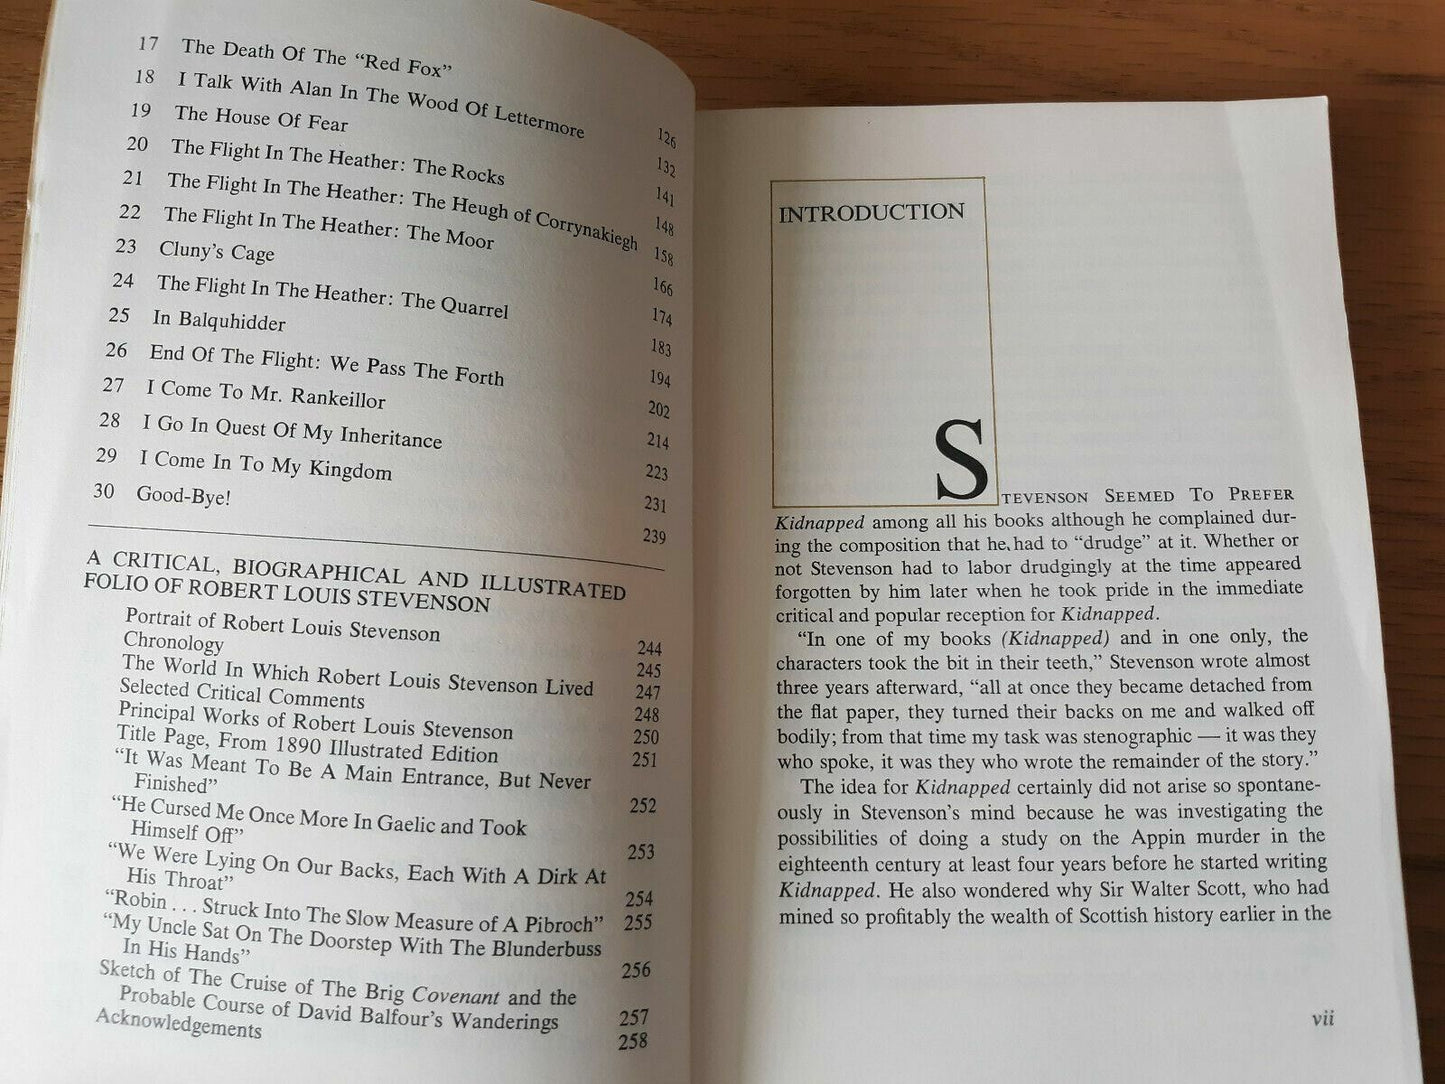 17 The Death Of The “Red Fox” 126
18 I Talk With Alan In The Wood Of Lettermore 132
19 The House Of Fear 141
20 The Flight In The Heather: The Rocks 148
21 The Flight In The Heather: The Heugh of Corrynakiegh 158
22 The Flight In The Heather: The Moor 166
23 Cluny's Cage 174
24 The Flight In The Heather: The Quarrel 183
25 In Balquhidder 194
26 End Of The Flight: We Pass The Forth 202
27 I Come To Mr. Rankeillor 214
28 I Go In Quest Of My Inheritance 223
29 I Come In To My Kingdom 231
30 Good-Bye! 239
A CRITICAL, BIOGRAPHICAL AND ILLUSTRATED
FOLIO OF ROBERT LOUIS STEVENSON
Portrait of Robert Louis Stevenson 244
Chronology 245
The World In Which Robert Louis Stevenson Lived 247
Selected Critical Comments 248
Principal Works of Robert Louis Stevenson 250
Title Page, From 1890 Illustrated Edition 251
“It Was Meant To Be A Main Entrance, But Never
Finished” 252
“He Cursed Me Once More In Gaelic and Took
Himself Off” 253
“We Were Lying On Our Backs, Each With A Dirk At
His Throat” 254
“Robin . . . Struck Into The Slow Measure of A Pibroch” 255
“My Uncle Sat On The Doorstep With The Blunderbuss
In His Hands” 256
Sketch of The Cruise of The Brig Covenant and the
Probable Course of David Balfour's Wanderings 257
Acknowledgements 258
INTRODUCTION
STEVENSON SEEMED TO PREFER
Kidnapped among all his books although he complained dur-
ing the composition that he had to “drudge” at it. Whether or
not Stevenson had to labor drudgingly at the time appeared
forgotten by him later when he took pride in the immediate
critical and popular reception for Kidnapped.
“In one of my books (Kidnapped) and in one only, the
characters took the bit in their teeth,” Stevenson wrote almost
three years afterward, “all at once they became detached from
the flat paper, they turned their backs on me and walked off
bodily; from that time my task was stenographic — it was they
who spoke, it was they who wrote the remainder of the story.”
The idea for Kidnapped certainly did not arise so spontane-
ously in Stevenson's mind because he was investigating the
possibilities of doing a study on the Appin murder in the
eighteenth century at least four years before he started writing
Kidnapped. He also wondered why Sir Walter Scott, who had
mined so profitably the wealth of Scottish history earlier in the
vii